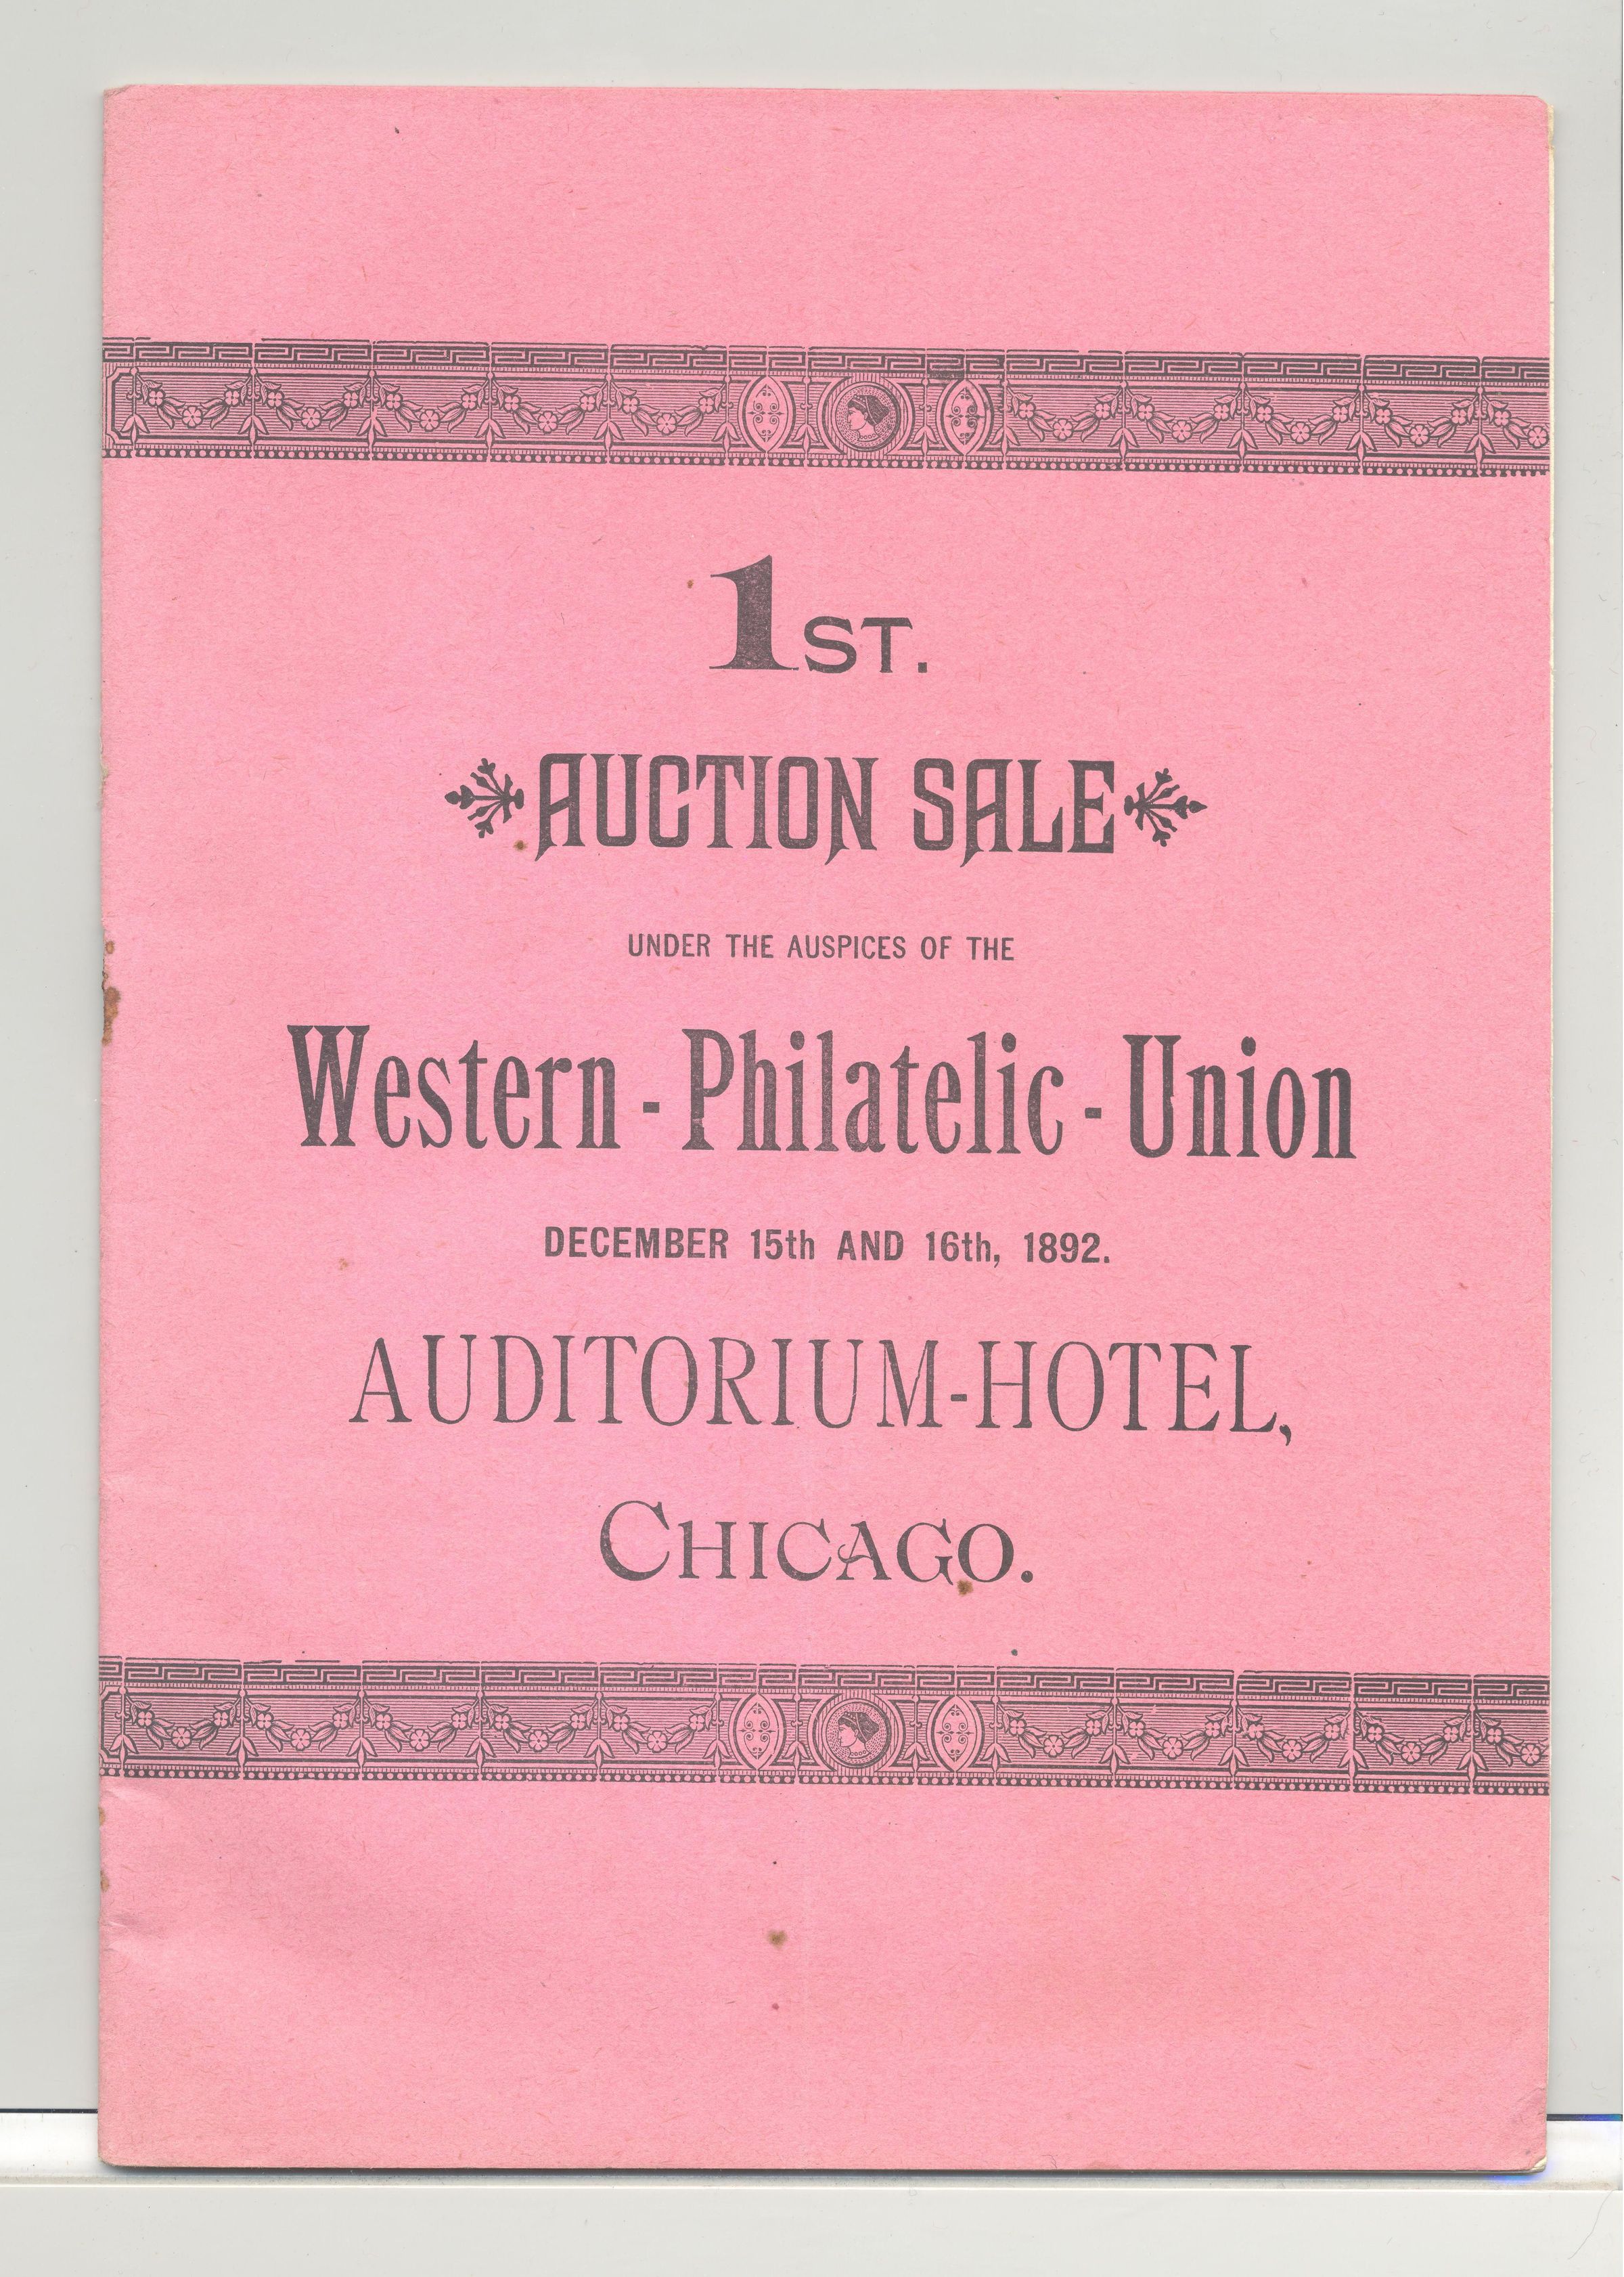 1ST.
AUCTION SALE
UNDER THE AUSPICES OF THE
Western - Philatelic - Union
DECEMBER 15th AND 16th, 1892.
AUDITORIUM-HOTEL,
CHICAGO.